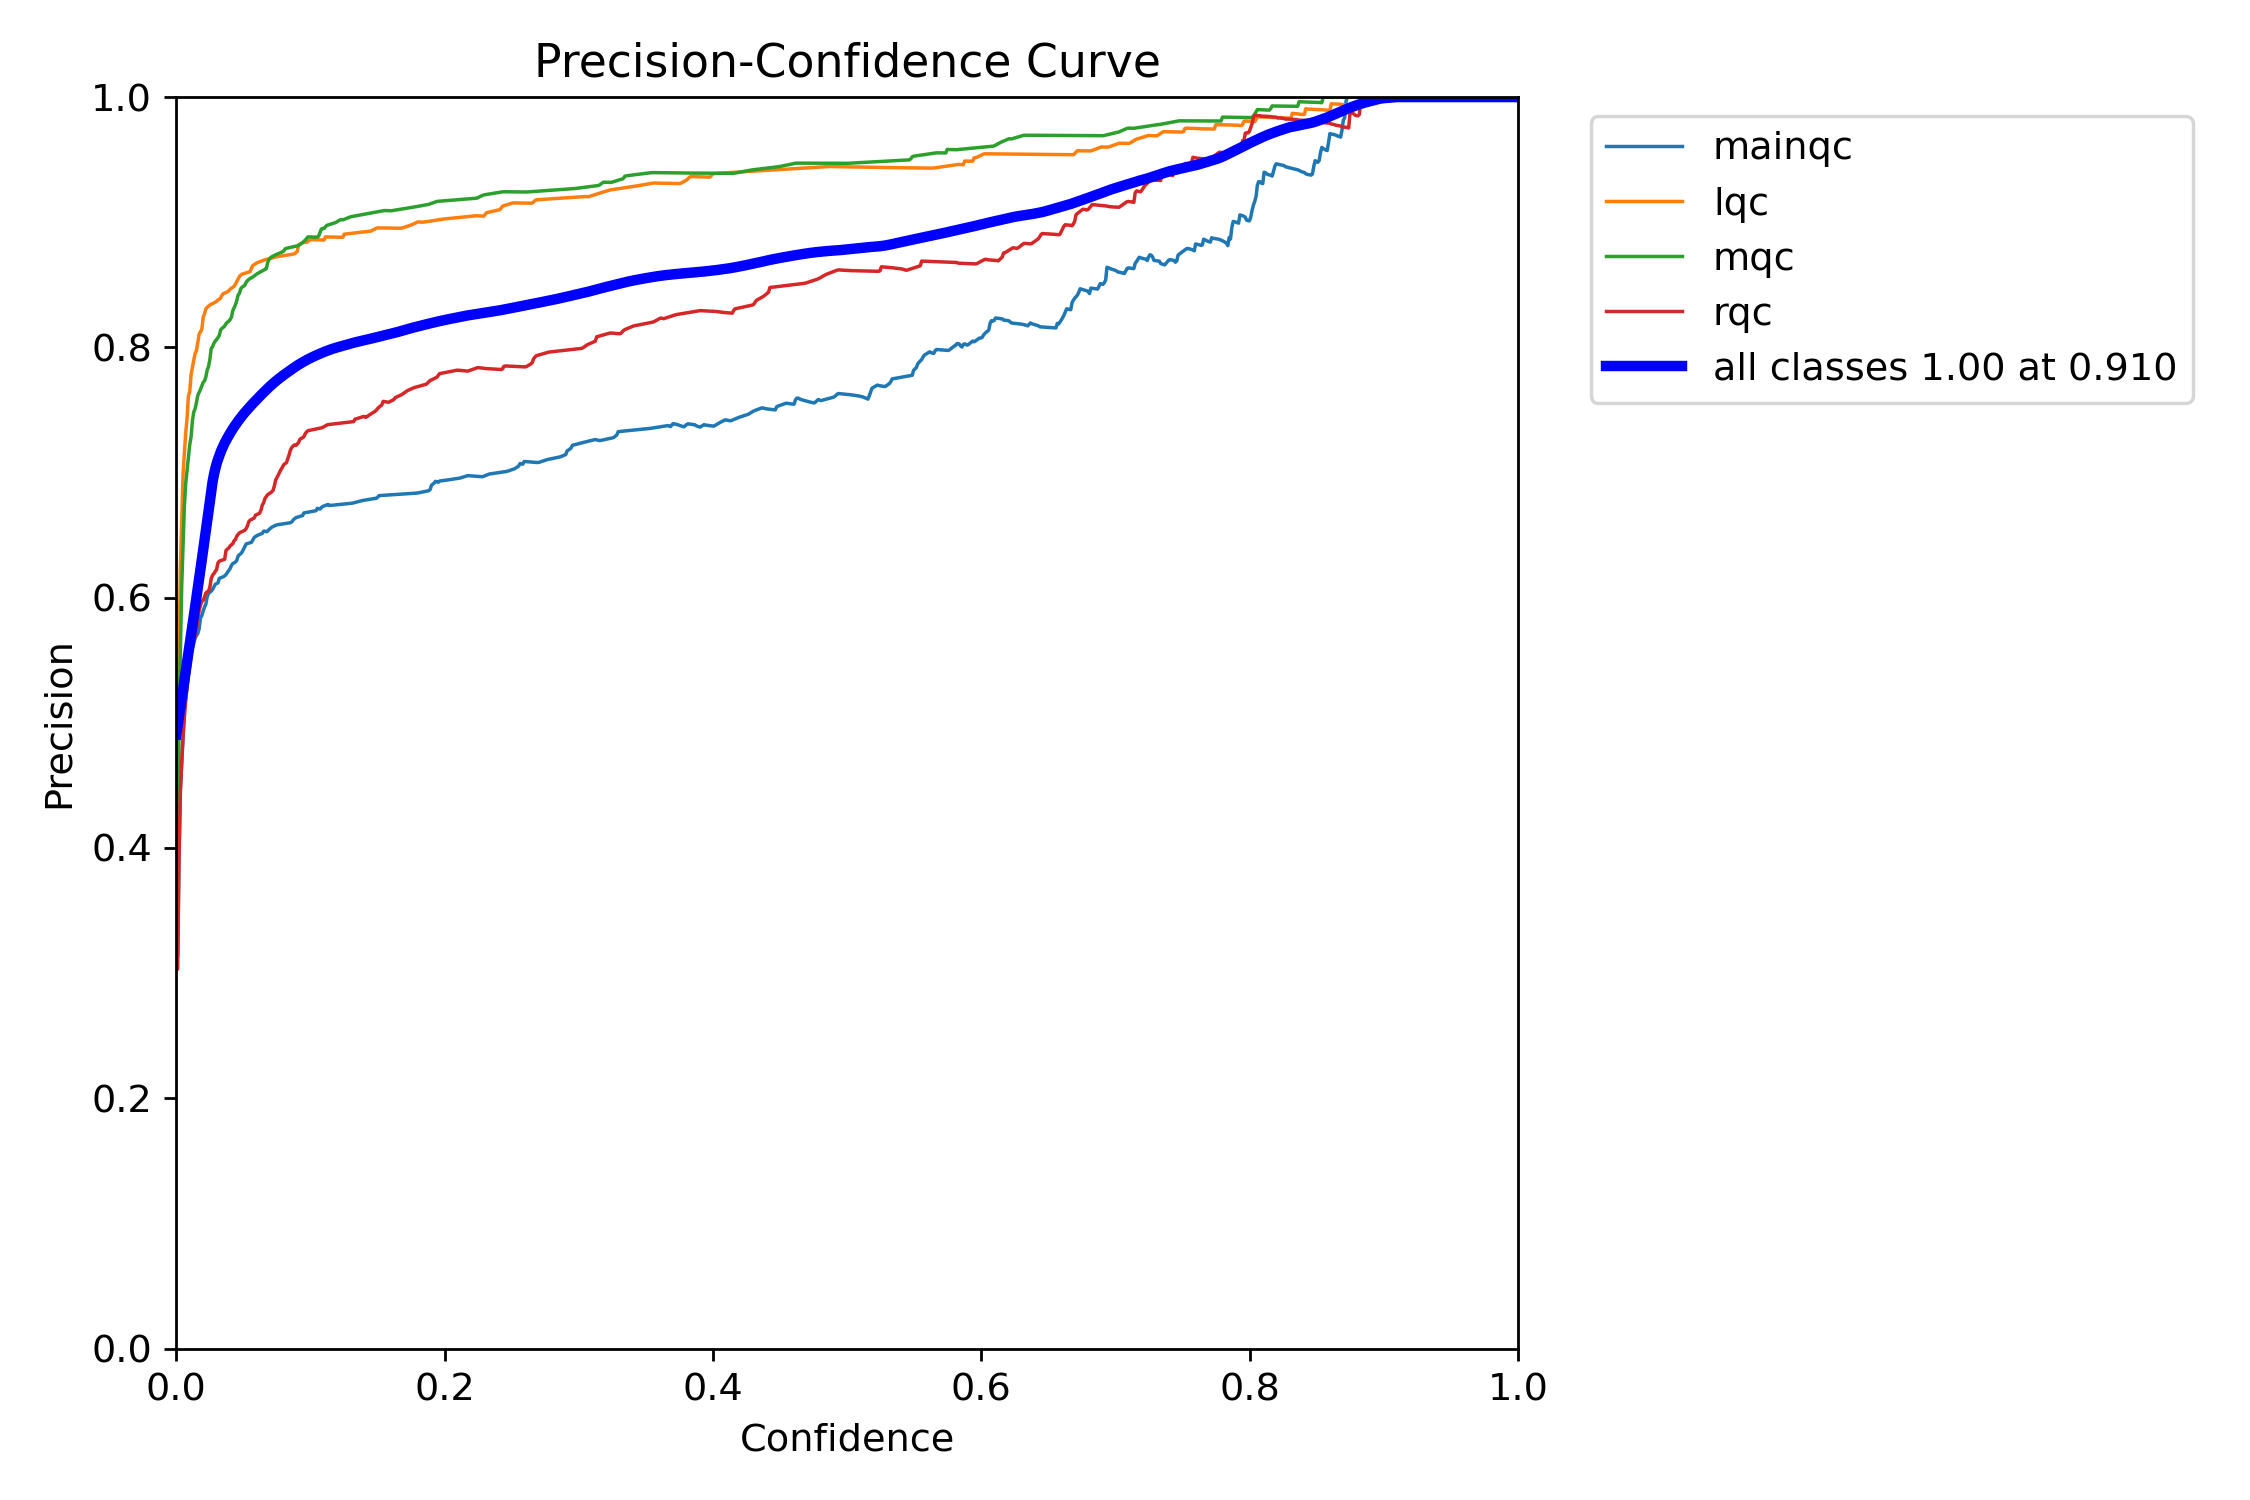 Precision-Confidence Curve
1.0
0.8
0.6
0.4
0.2
0.0
Precision
0.0 0.2 0.4 0.6 0.8 1.0
Confidence
mainqc
lqc
mqc
rqc
all classes 1.00 at 0.910